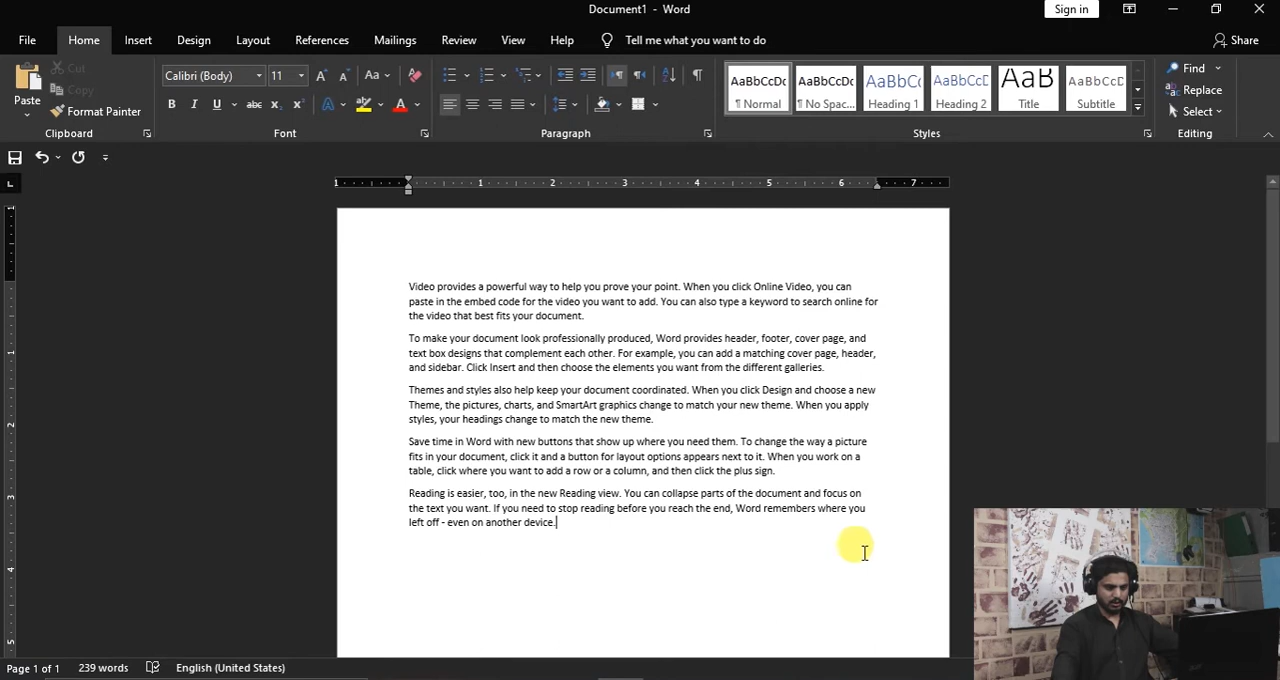 Document1 - Word
Sign in
File Home Insert Design Layout References Mailings Review View Help Tell me what you want to do Share
Paste
Cut
Copy
Format Painter
Clipboard
Calibri (Body) 11
Aa
B I U abc X₂ X² A A
Font
Paragraph
AaBbCcDc AaBbCcDc AaBbCc AaBbCcD AaB AaBbCcD
¶ Normal ¶ No Spac... Heading 1 Heading 2 Title Subtitle
Styles
Find
Replace
Select
Editing
1 1 2 3 4 5 6 7
Video provides a powerful way to help you prove your point. When you click Online Video, you can
paste in the embed code for the video you want to add. You can also type a keyword to search online for
the video that best fits your document.
To make your document look professionally produced, Word provides header, footer, cover page, and
text box designs that complement each other. For example, you can add a matching cover page, header,
and sidebar. Click Insert and then choose the elements you want from the different galleries.
Themes and styles also help keep your document coordinated. When you click Design and choose a new
Theme, the pictures, charts, and SmartArt graphics change to match your new theme. When you apply
styles, your headings change to match the new theme.
Save time in Word with new buttons that show up where you need them. To change the way a picture
fits in your document, click it and a button for layout options appears next to it. When you work on a
table, click where you want to add a row or a column, and then click the plus sign.
Reading is easier, too, in the new Reading view. You can collapse parts of the document and focus on
the text you want. If you need to stop reading before you reach the end, Word remembers where you
left off - even on another device.
Page 1 of 1 239 words English (United States)